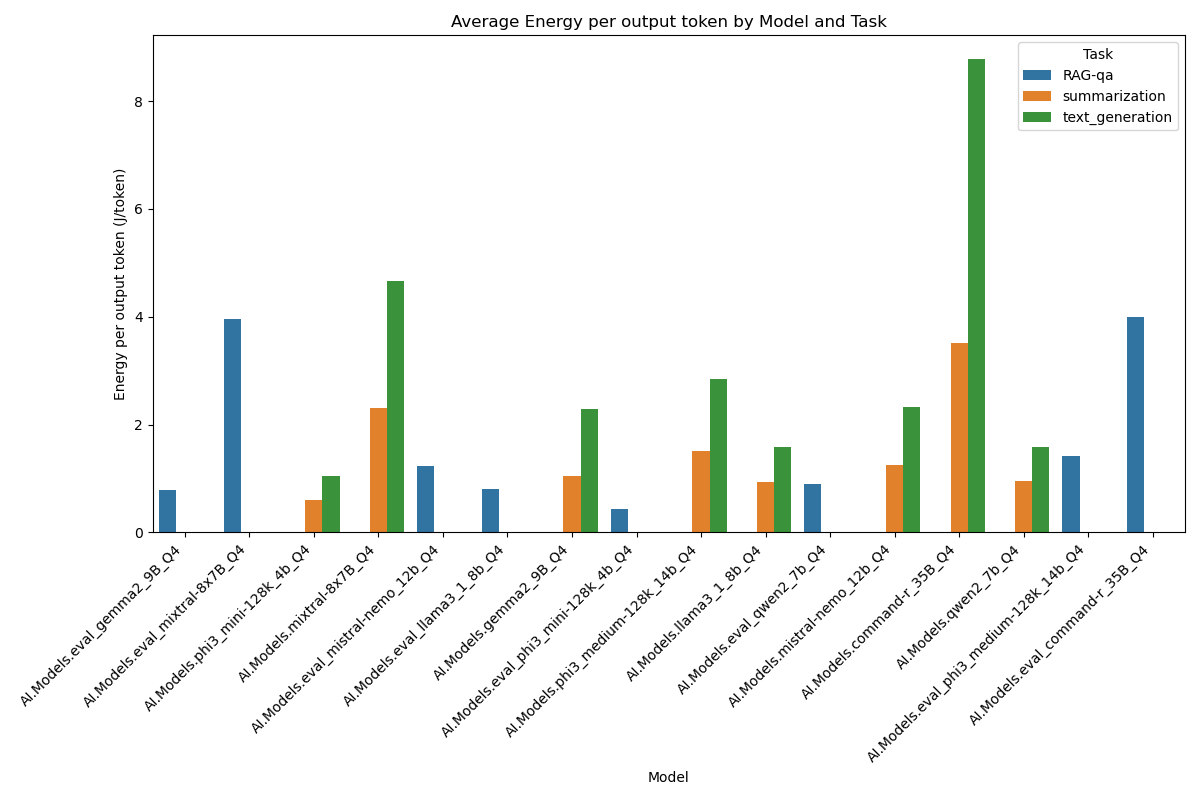 Average Energy per output token by Model and Task
Energy per output token (J/token)
8
6
4
2
0
Task
RAG-qa
summarization
text_generation
AI.Models.eval_gemma2_9B_Q4
AI.Models.eval_mixtral-8x7B_Q4
AI.Models.phi3_mini-128k_4b_Q4
AI.Models.mixtral-8x7B_Q4
AI.Models.eval_mistral-nemo_12b_Q4
AI.Models.eval_llama3_1_8b_Q4
AI.Models.gemma2_9B_Q4
AI.Models.eval_phi3_mini-128k_4b_Q4
AI.Models.phi3_medium-128k_14b_Q4
AI.Models.llama3_1_8b_Q4
AI.Models.eval_qwen2_7b_Q4
AI.Models.mistral-nemo_12b_Q4
AI.Models.command-r_35B_Q4
AI.Models.qwen2_7b_Q4
AI.Models.eval_phi3_medium-128k_14b_Q4
AI.Models.eval_command-r_35B_Q4
Model